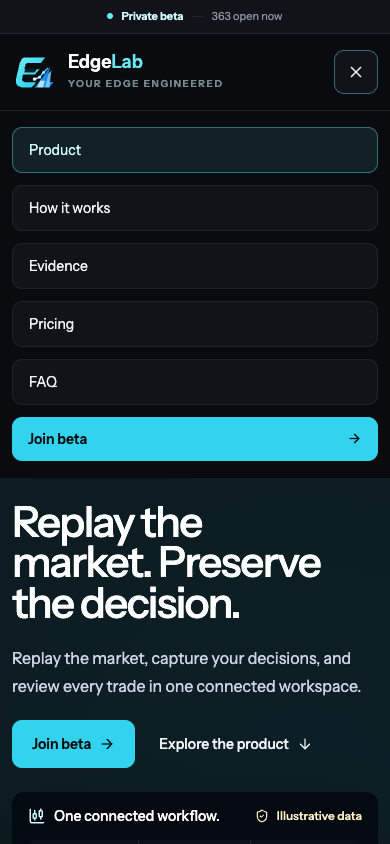 Private beta — 363 open now
EdgeLab
YOUR EDGE ENGINEERED
Product
How it works
Evidence
Pricing
FAQ
Join beta
Replay the
market. Preserve
the decision.
Replay the market, capture your decisions, and
review every trade in one connected workspace.
Join beta Explore the product
One connected workflow. Illustrative data